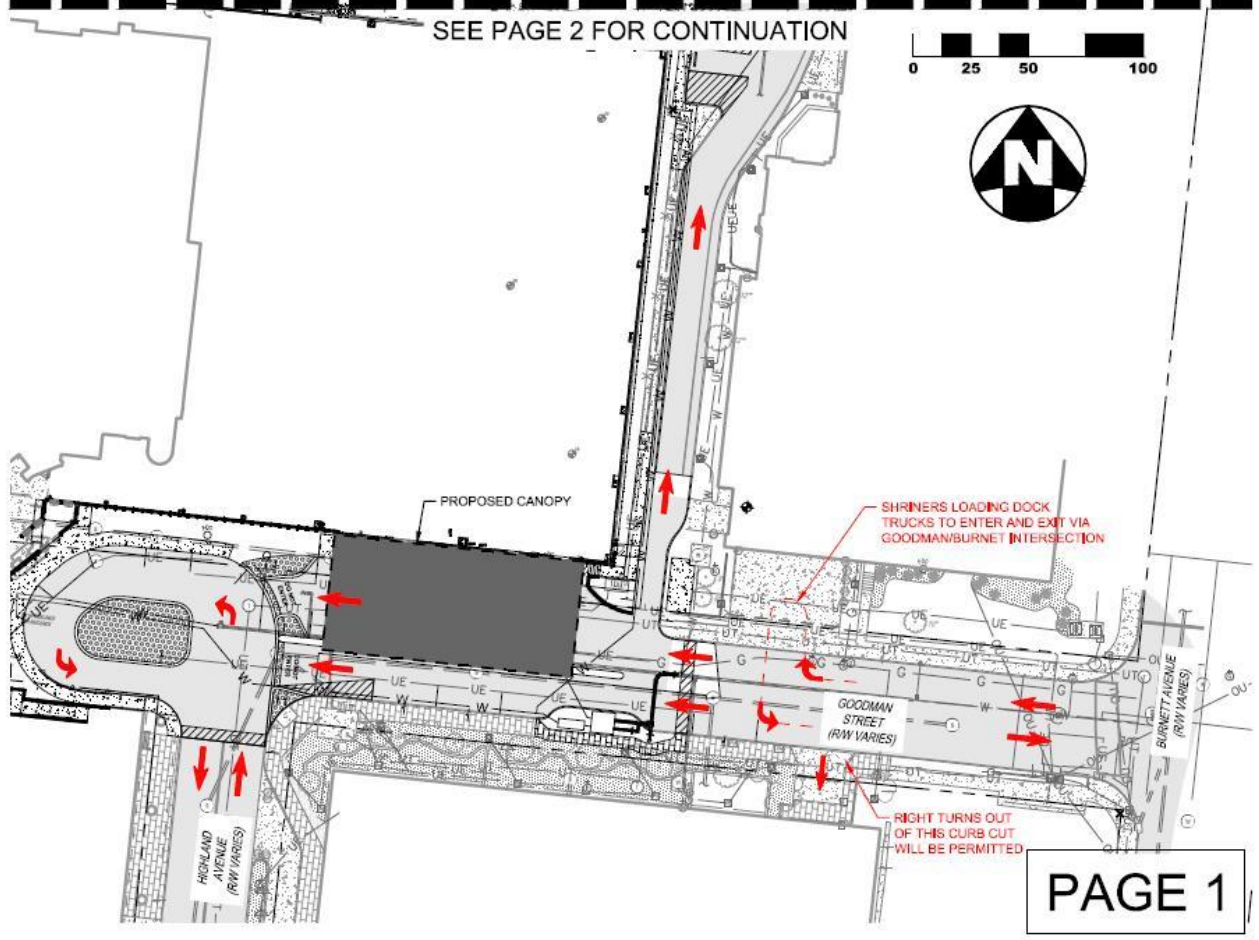 SEE PAGE 2 FOR CONTINUATION
0 25 50 100
N
PROPOSED CANOPY
SHRINERS LOADING DOCK
TRUCKS TO ENTER AND EXIT VIA
GOODMAN/BURNET INTERSECTION
GOODMAN
STREET
(R/W VARIES)
BURNETT AVENUE
(R/W VARIES)
HIGHLAND
AVENUE
(R/W VARIES)
RIGHT TURNS OUT
OF THIS CURB CUT
WILL BE PERMITTED
PAGE 1